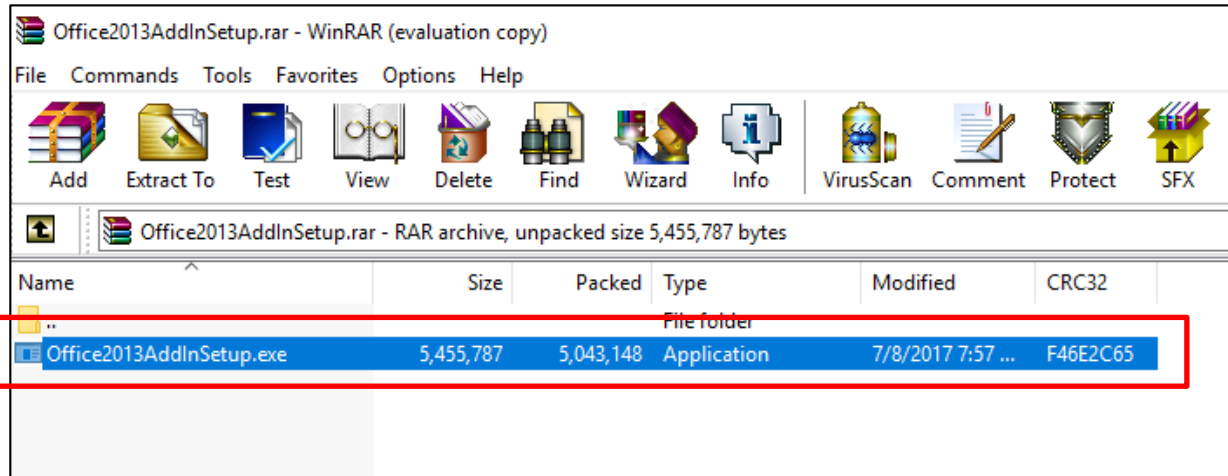 Office2013AddInSetup.rar - WinRAR (evaluation copy)
File Commands Tools Favorites Options Help
Add Extract To Test View Delete Find Wizard Info VirusScan Comment Protect SFX
Office2013AddInSetup.rar - RAR archive, unpacked size 5,455,787 bytes
Name Size Packed Type Modified CRC32
.. File folder
Office2013AddInSetup.exe 5,455,787 5,043,148 Application 7/8/2017 7:57 ... F46E2C65